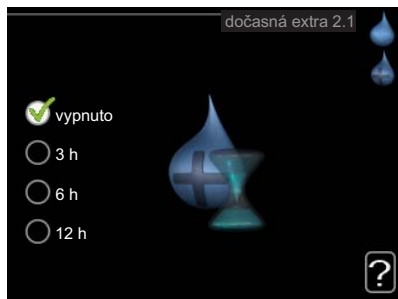 dočasná extra 2.1
vypnuto
3 h
6 h
12 h
?